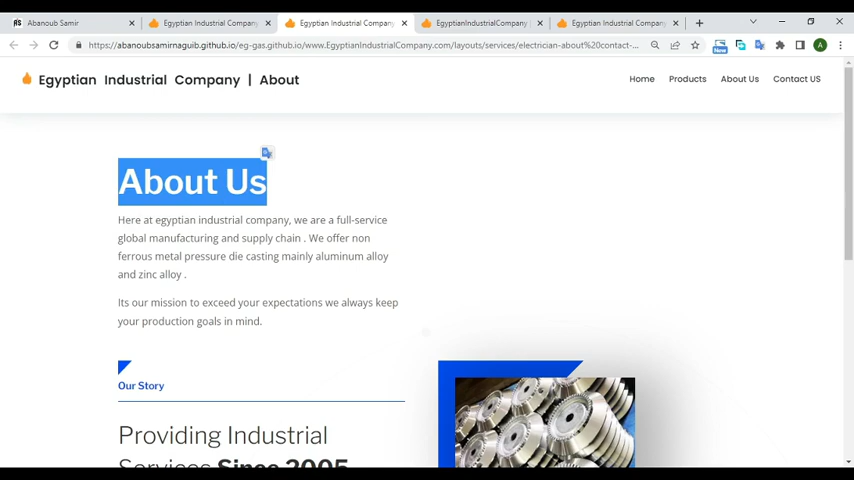 Abanoub Samir
Egyptian Industrial Company
Egyptian Industrial Company
EgyptianIndustrialCompany |
Egyptian Industrial Company
https://abanoubsamirnaguib.github.io/eg-gas.github.io/www.EgyptianIndustrialCompany.com/layouts/services/electrician-about%20contact-...
New
A
Egyptian Industrial Company | About
Home Products About Us Contact US
About Us
Here at egyptian industrial company, we are a full-service
global manufacturing and supply chain . We offer non
ferrous metal pressure die casting mainly aluminum alloy
and zinc alloy .
Its our mission to exceed your expectations we always keep
your production goals in mind.
Our Story
Providing Industrial
Services Since 2005